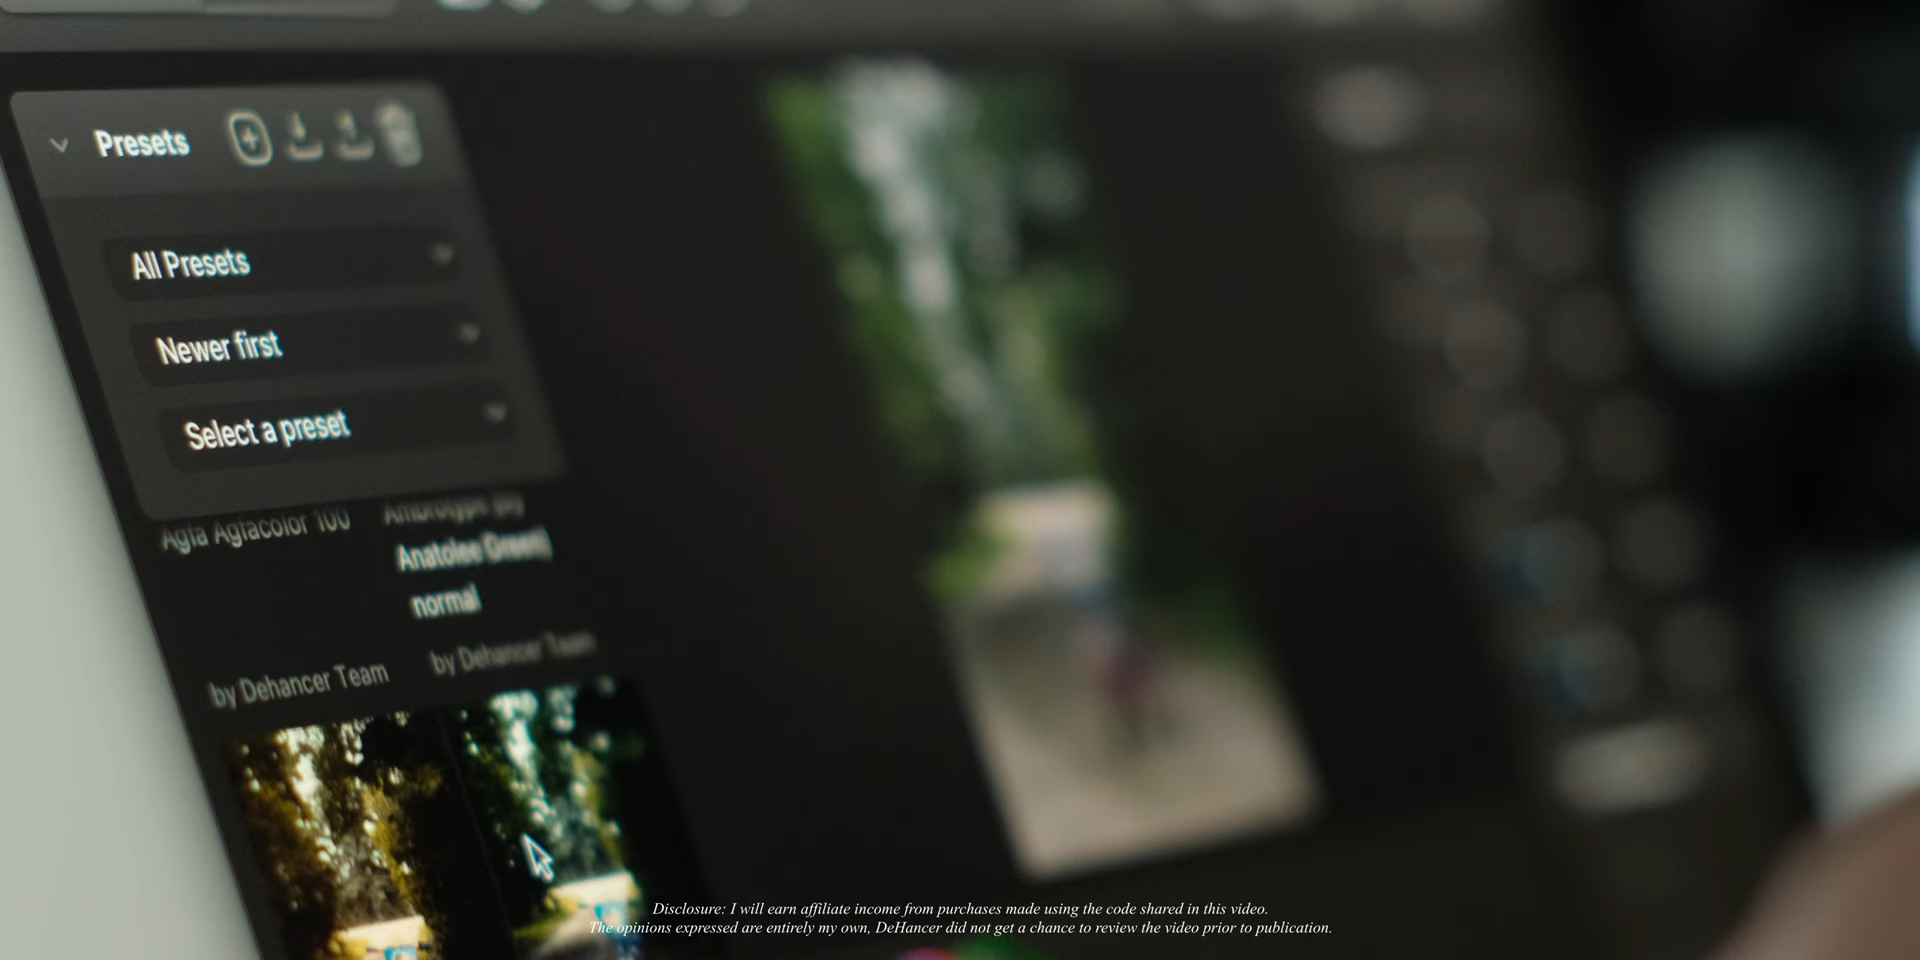 Presets
All Presets
Newer first
Select a preset
Agfa Agfacolor 100
Ambrotype (by
Anatolee Green)
normal
by Dehancer Team
by Dehancer Team
Disclosure: I will earn affiliate income from purchases made using the code shared in this video.
The opinions expressed are entirely my own, DeHancer did not get a chance to review the video prior to publication.